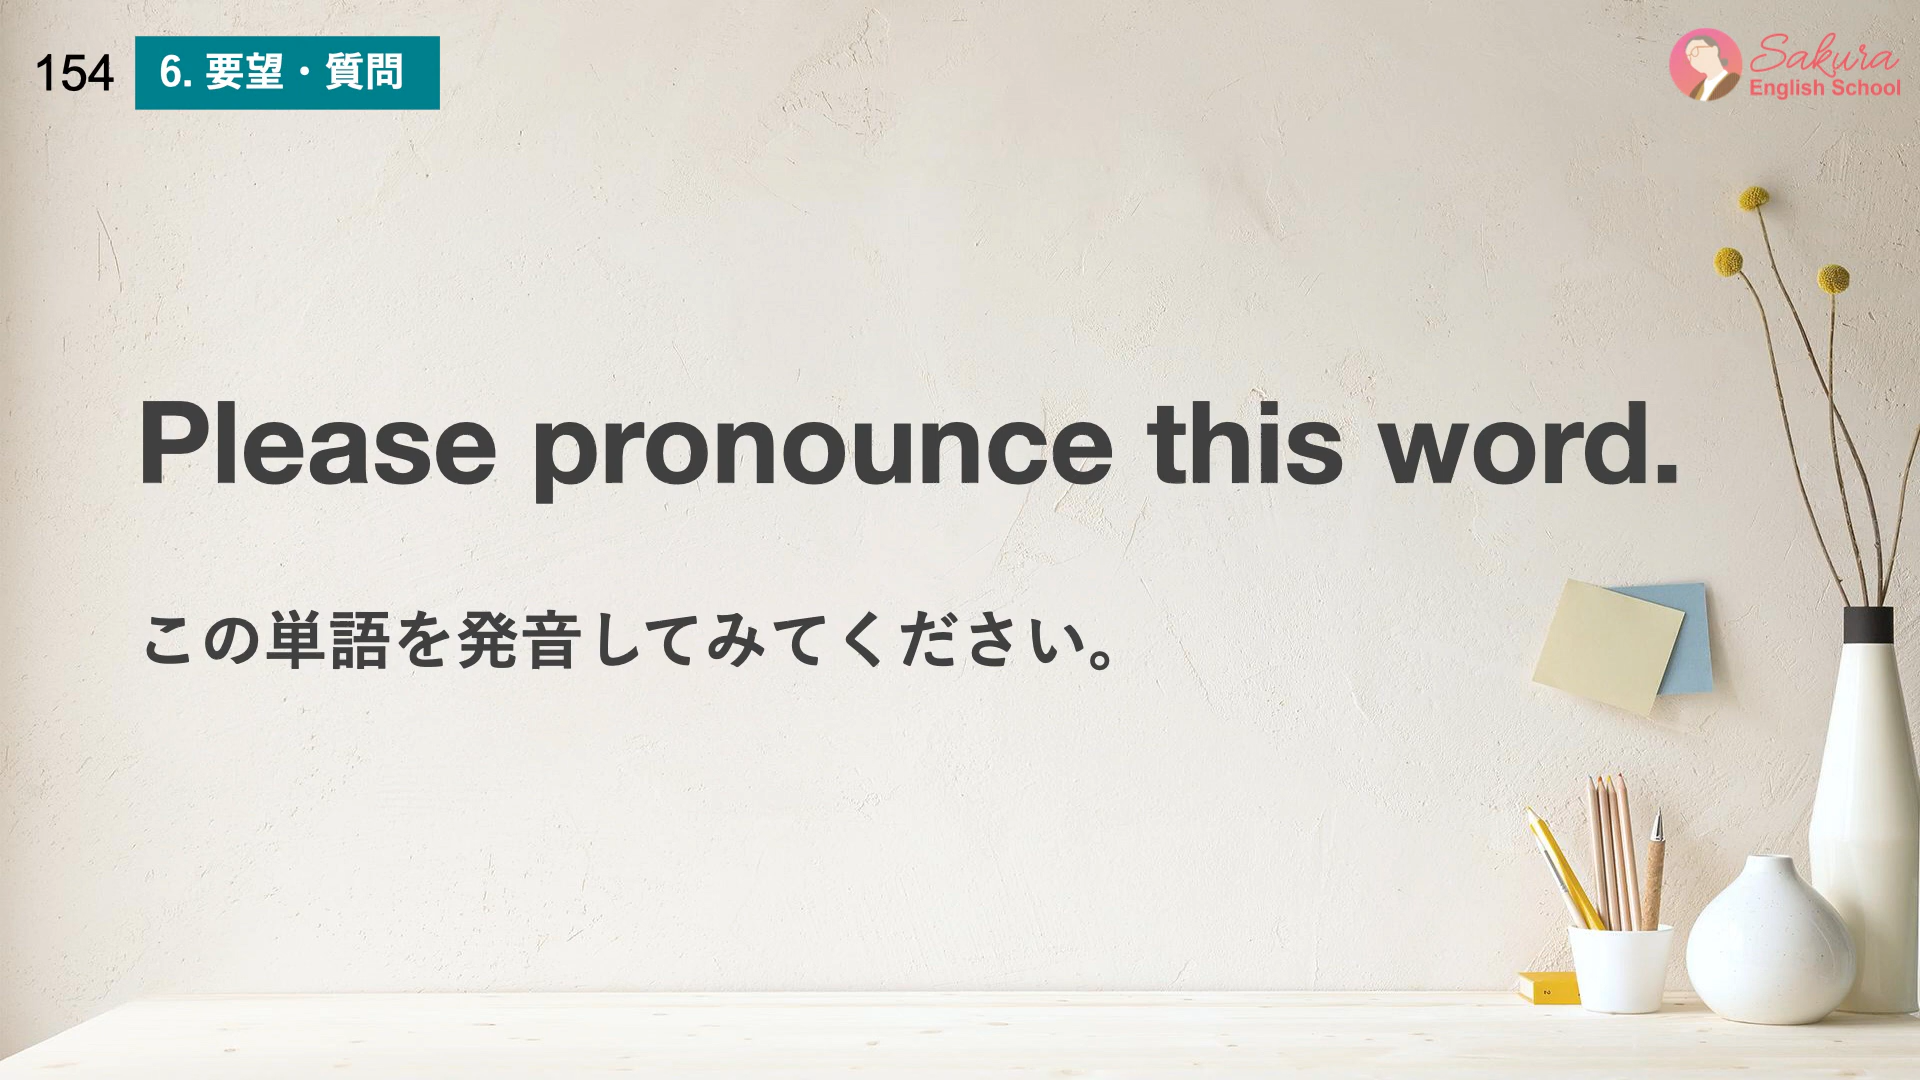 154
6. 要望・質問
Sakura
English School
Please pronounce this word.
この単語を発音してみてください。